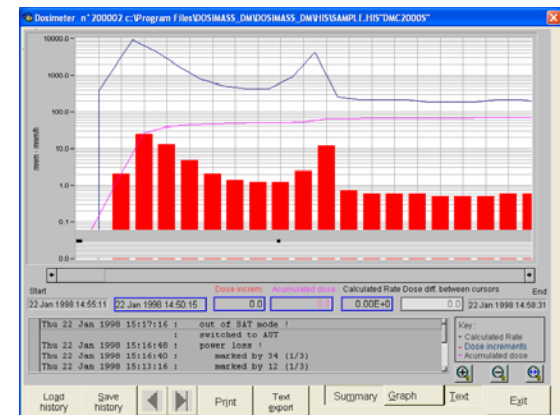 Dosimeter n°200002 c:\Program Files\DOSIMASS_DM\DOSIMASS_DM\HIS\SAMPLE.HIS"DMC2000S"
10000.0
1000.0
100.0
10.0
1.0
0.1
0.0
mrem - mrem/h
Start Dose increm. Acumulated dose Calculated Rate Dose diff. between cursors End
22 Jan 1998 14:55:11 22 Jan 1998 14:50:15 0.0 0.0 0.00E+0 0.0 22 Jan 1998 14:58:31
Thu 22 Jan 1998 15:17:16 : out of SAT mode !
: switched to AUT
Thu 22 Jan 1998 15:16:48 : power loss !
Thu 22 Jan 1998 15:16:40 : marked by 34 (1/3)
Thu 22 Jan 1998 15:13:16 : marked by 12 (1/3)
Key
- Calculated Rate
- Dose increments
- Acumulated dose
Load history
Save history
Print
Text export
Summary
Graph
Text
Exit